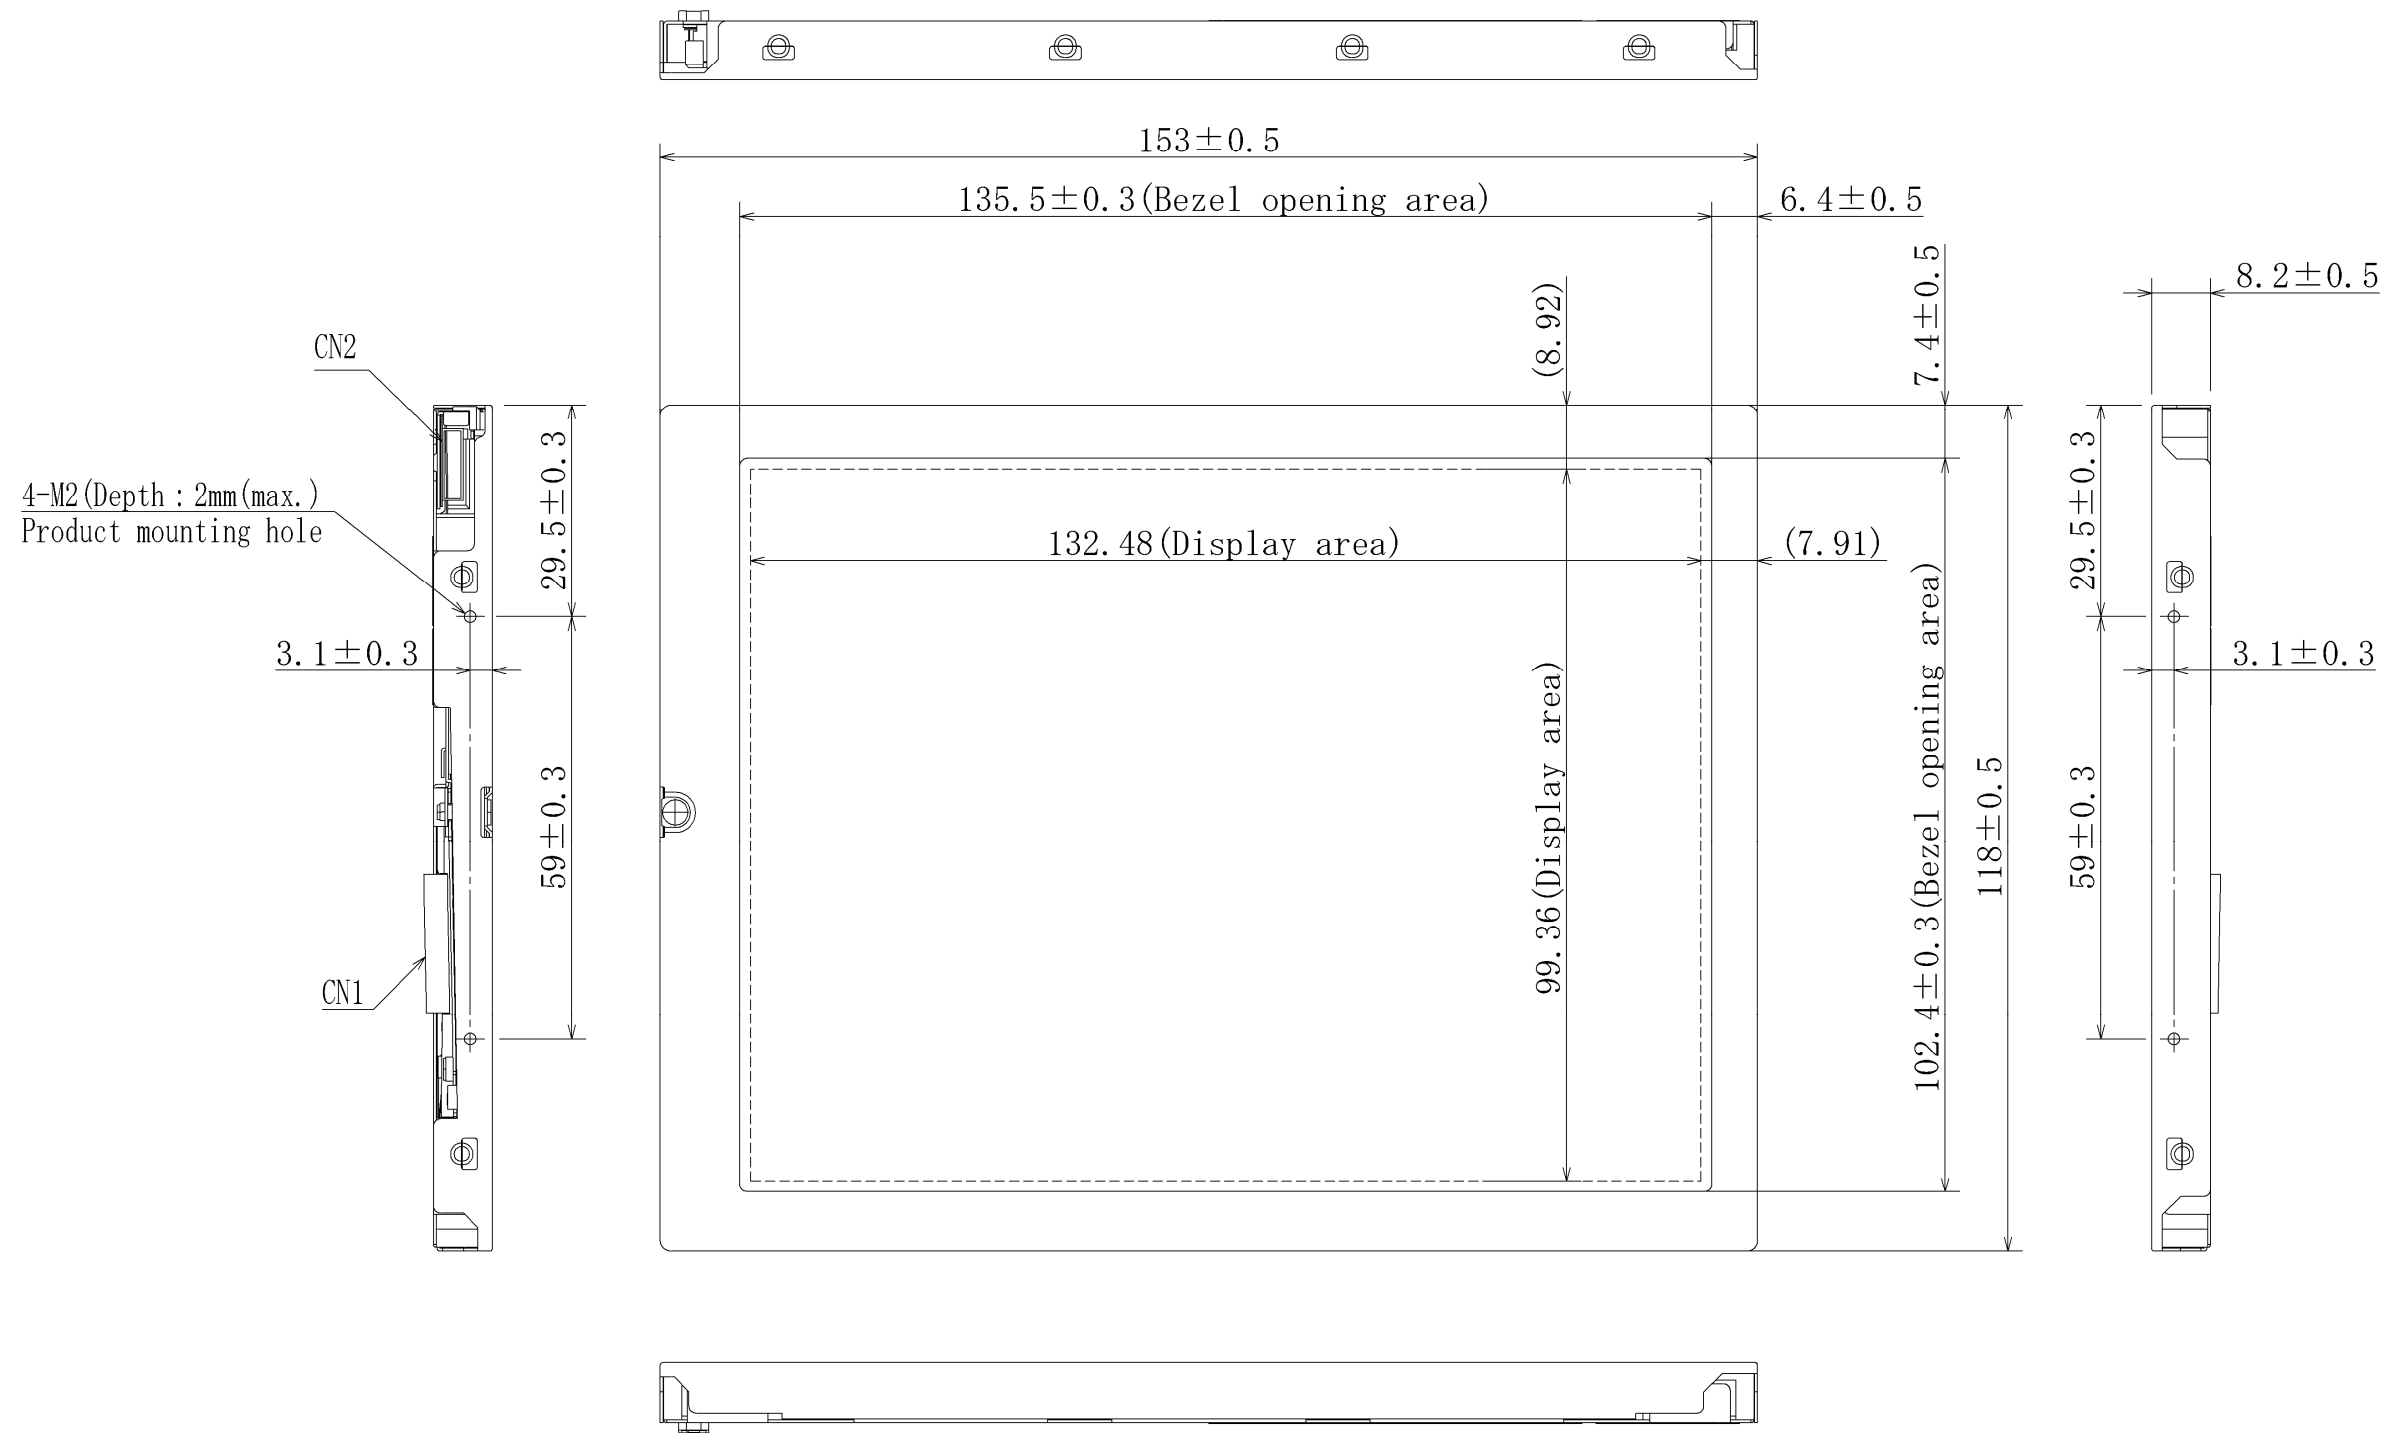 153±0.5
135.5±0.3(Bezel opening area)
6.4±0.5
7.4±0.5
(8.92)
8.2±0.5
CN2
29.5±0.3
29.5±0.3
4-M2(Depth:2mm(max.)
Product mounting hole
132.48(Display area)
(7.91)
3.1±0.3
3.1±0.3
99.36(Display area)
102.4±0.3(Bezel opening area)
118±0.5
59±0.3
59±0.3
CN1